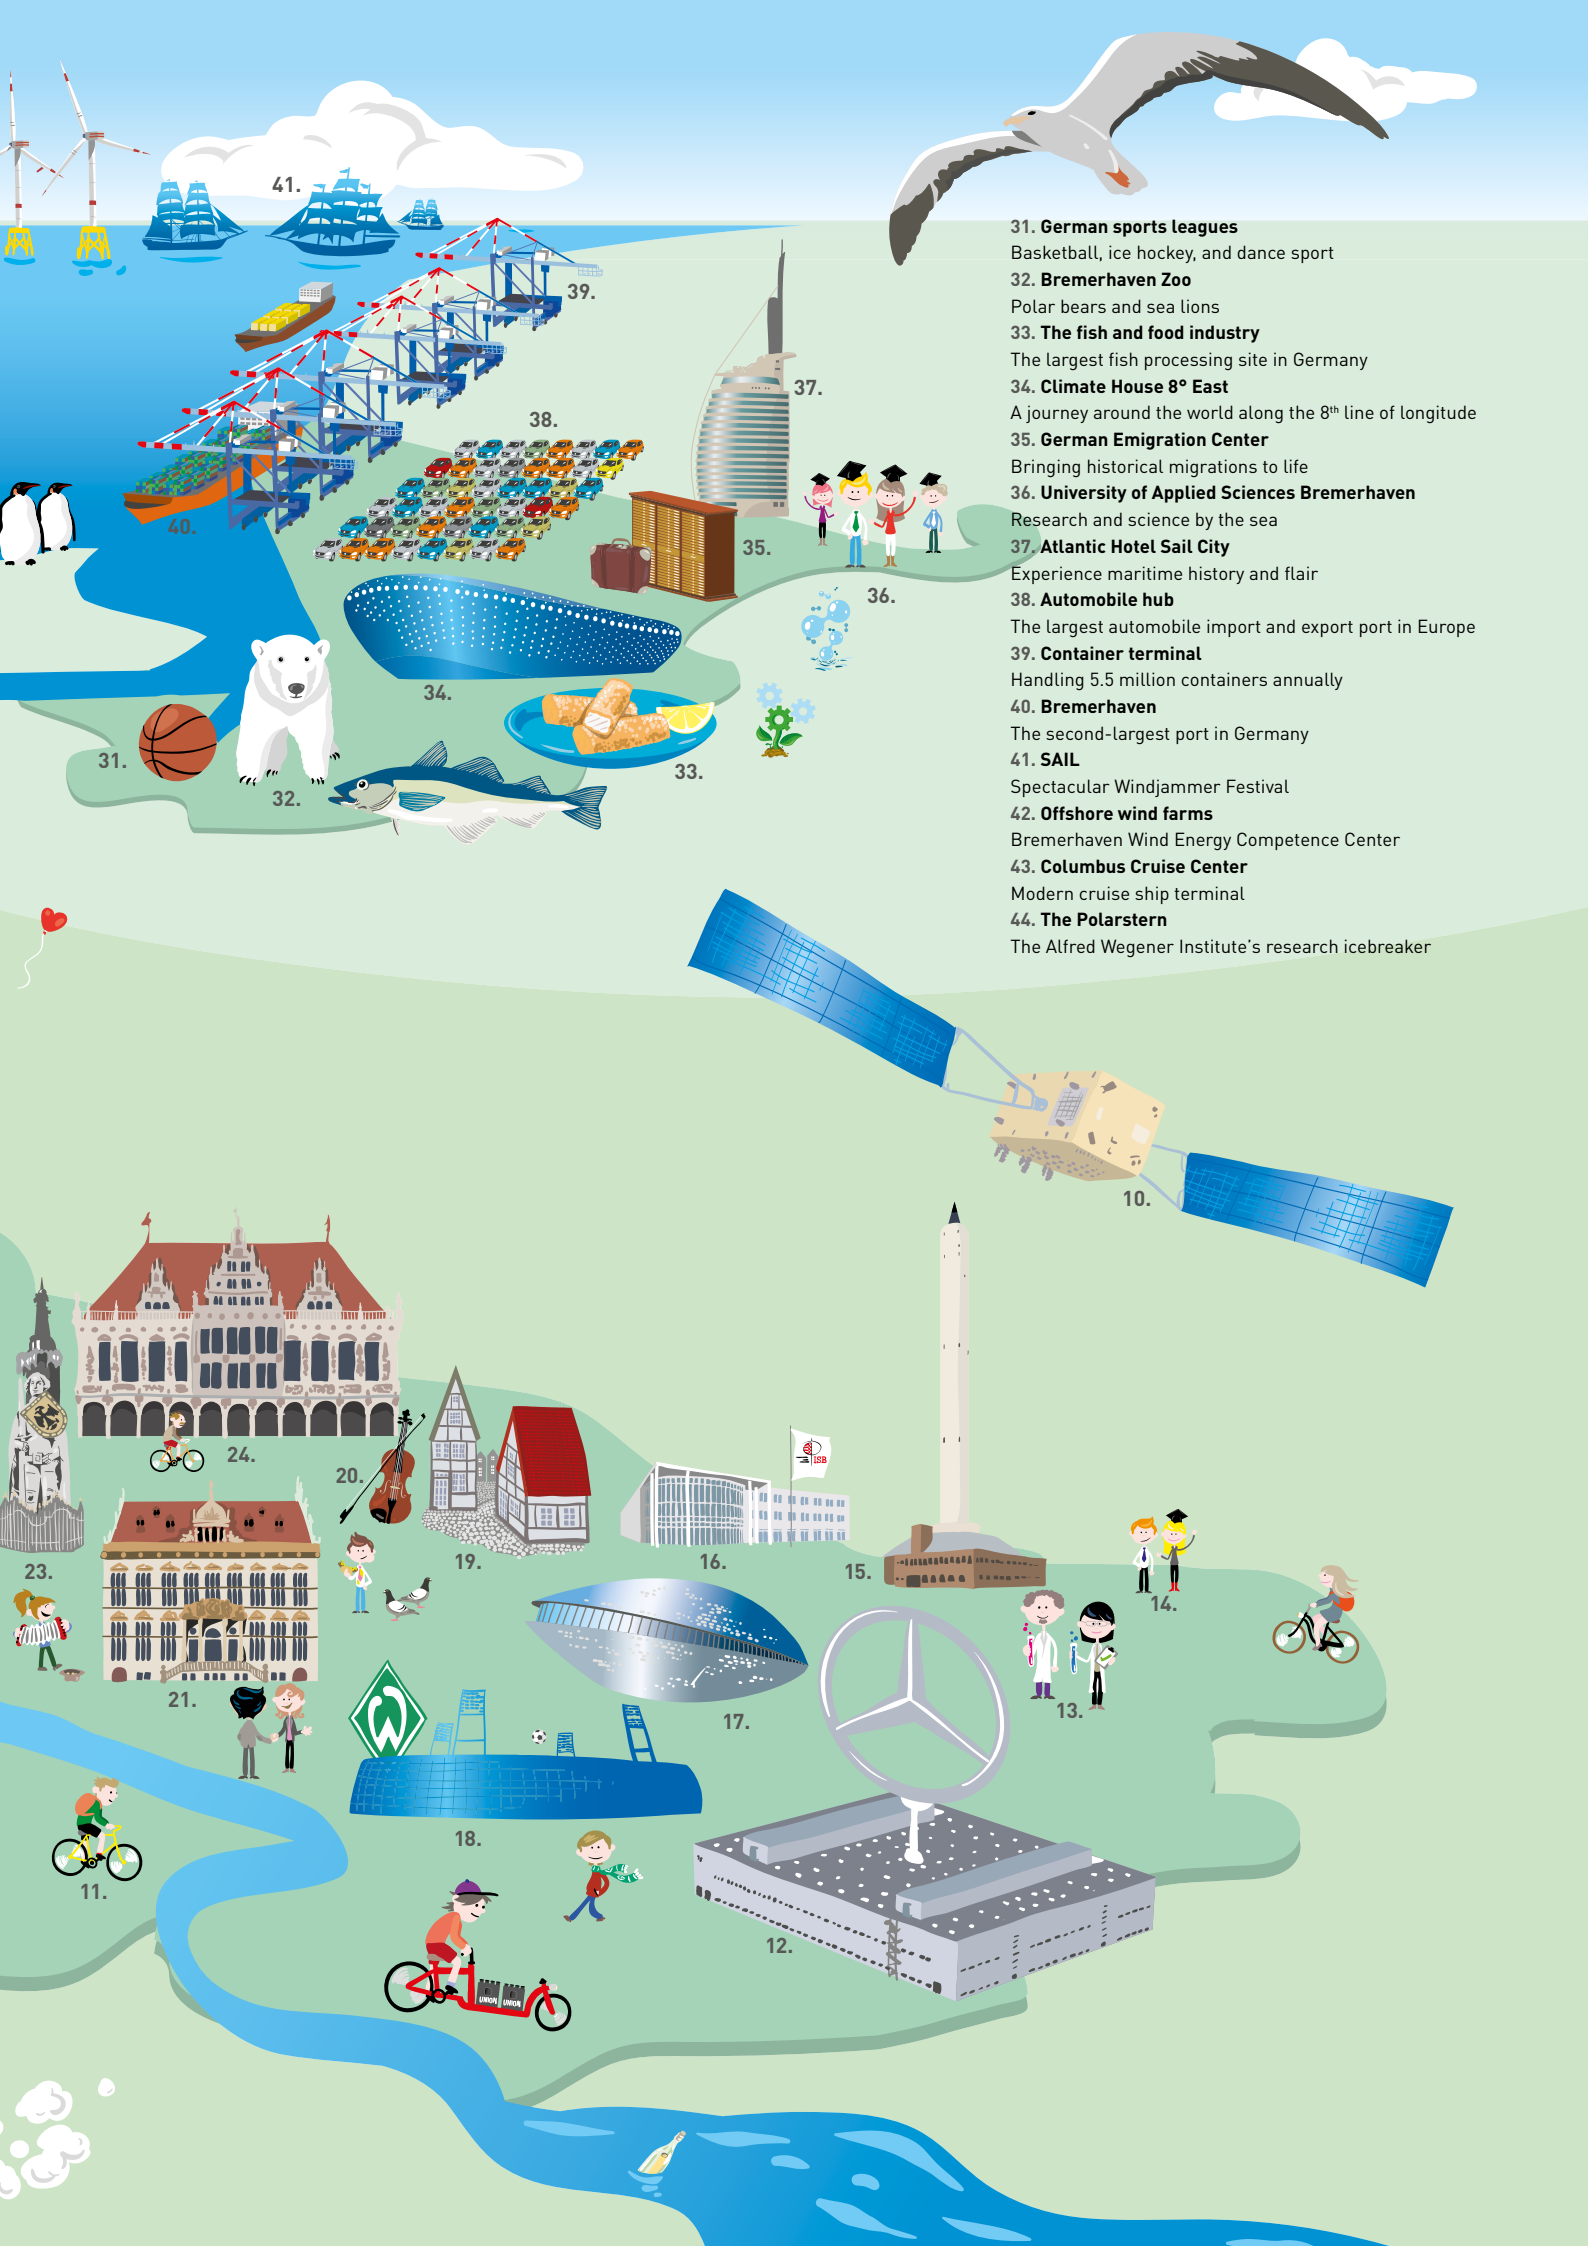 41.
31. German sports leagues
Basketball, ice hockey, and dance sport
32. Bremerhaven Zoo
Polar bears and sea lions
33. The fish and food industry
The largest fish processing site in Germany
34. Climate House 8° East
A journey around the world along the 8th line of longitude
35. German Emigration Center
Bringing historical migrations to life
36. University of Applied Sciences Bremerhaven
Research and science by the sea
37. Atlantic Hotel Sail City
Experience maritime history and flair
38. Automobile hub
The largest automobile import and export port in Europe
39. Container terminal
Handling 5.5 million containers annually
40. Bremerhaven
The second-largest port in Germany
41. SAIL
Spectacular Windjammer Festival
42. Offshore wind farms
Bremerhaven Wind Energy Competence Center
43. Columbus Cruise Center
Modern cruise ship terminal
44. The Polarstern
The Alfred Wegener Institute's research icebreaker
39.
37.
38.
40.
35.
36.
34.
31.
33.
32.
10.
24.
20.
ISB
19.
16.
15.
23.
14.
21.
13.
17.
W
18.
11.
12.
UNION UNION